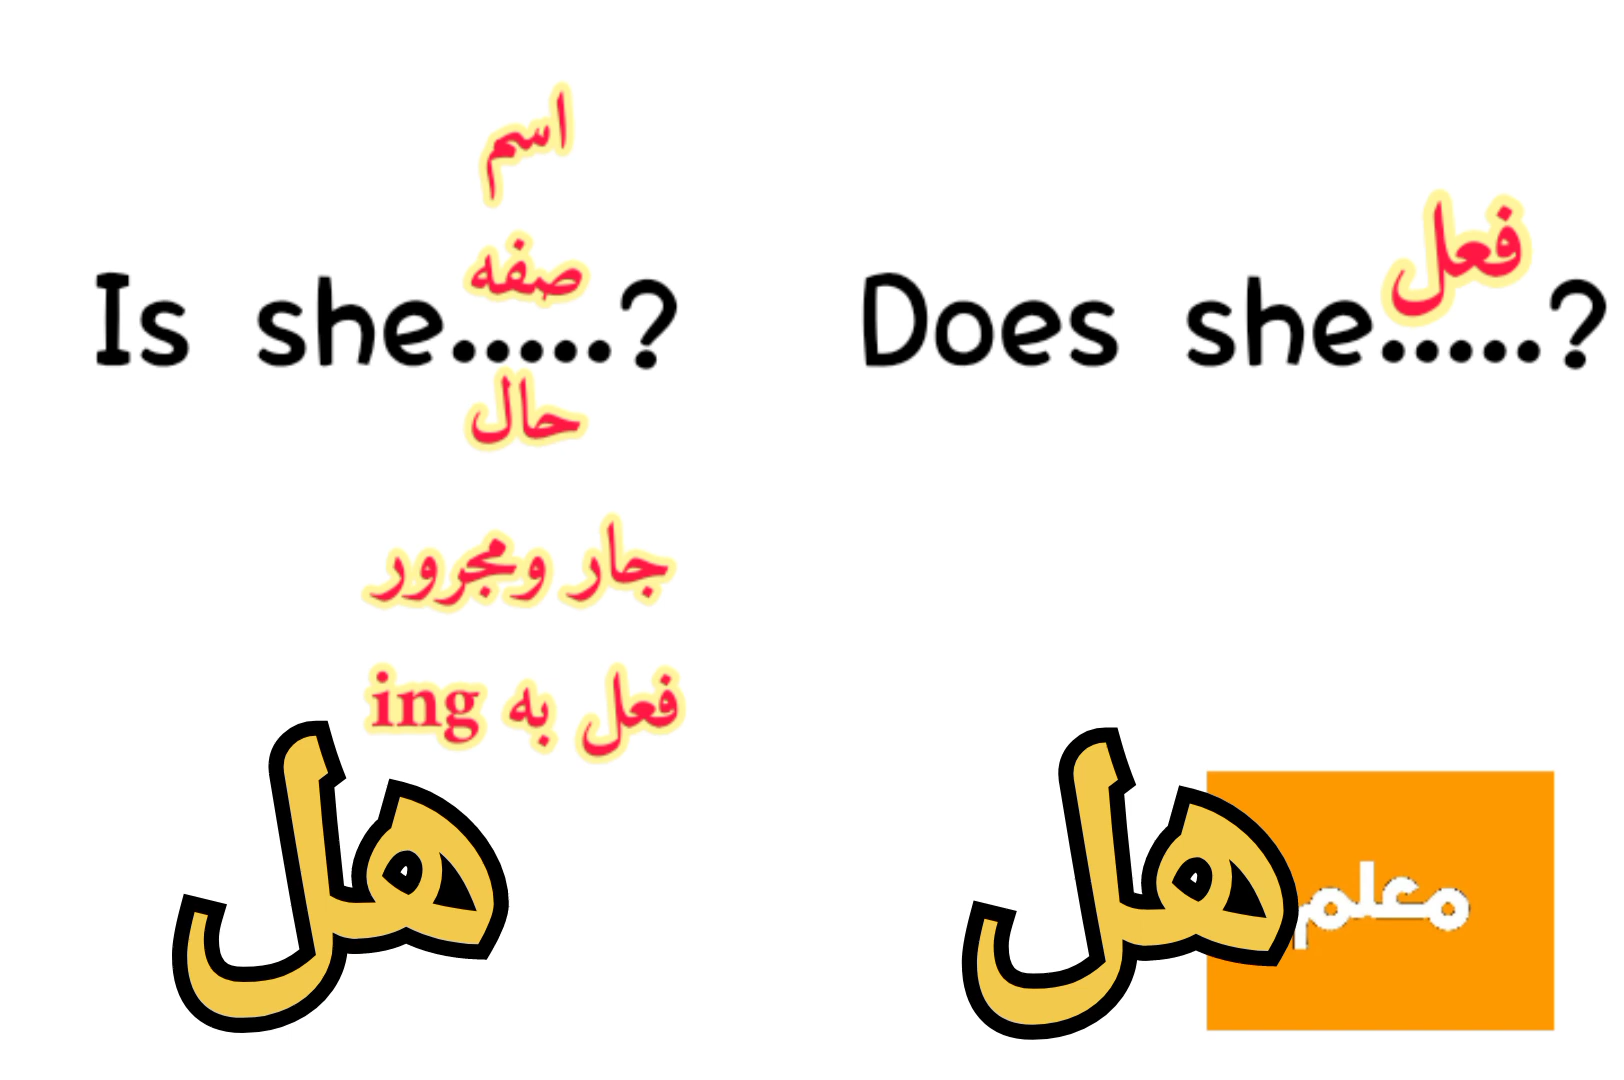 اسم
صفه
Is she.....?
حال
جار ومجرور
فعل به ing
هل
فعل
Does she.....?
هل
معلم